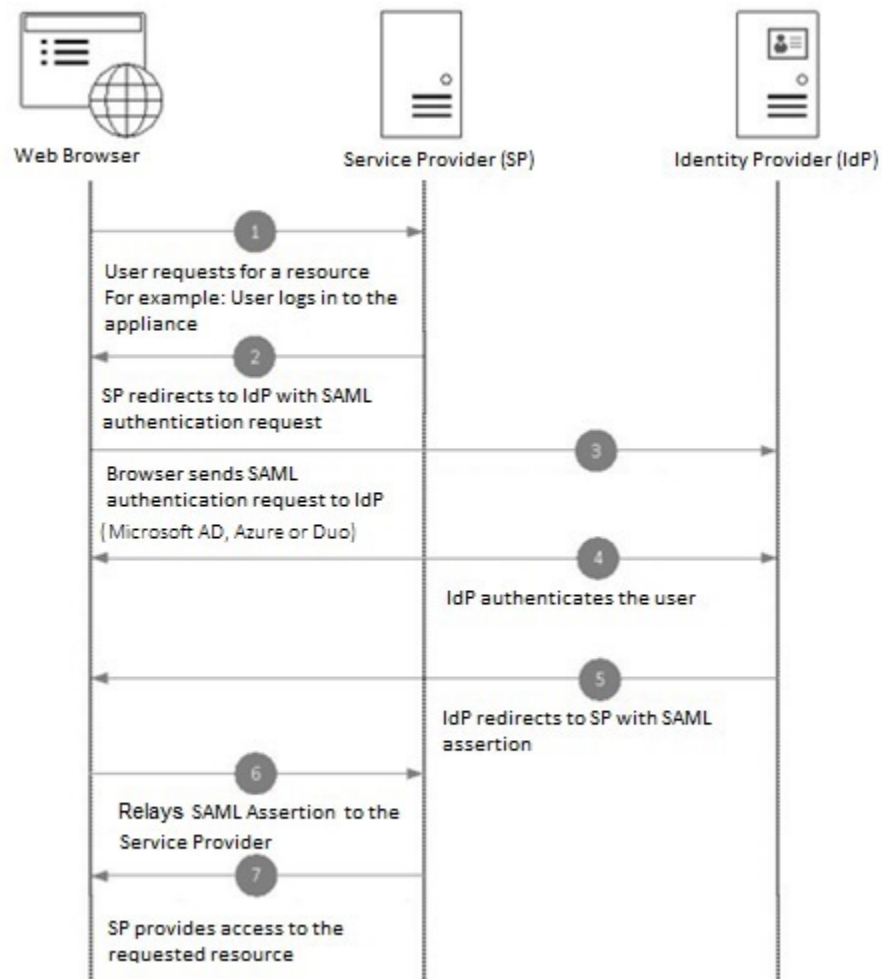 Web Browser
Service Provider (SP)
Identity Provider (IdP)
1
User requests for a resource
For example: User logs in to the
appliance
2
SP redirects to IdP with SAML
authentication request
3
Browser sends SAML
authentication request to IdP
(Microsoft AD, Azure or Duo)
4
IdP authenticates the user
5
IdP redirects to SP with SAML
assertion
6
Relays SAML Assertion to the
Service Provider
7
SP provides access to the
requested resource